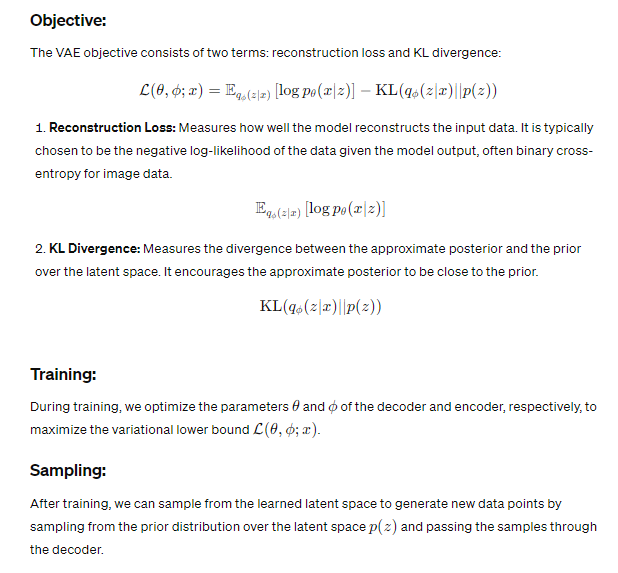 Objective:
The VAE objective consists of two terms: reconstruction loss and KL divergence:
ℒ(θ, ϕ; x) = 𝔼_{q_ϕ(z|x)} [log p_θ(x|z)] − KL(q_ϕ(z|x)||p(z))
1. Reconstruction Loss: Measures how well the model reconstructs the input data. It is typically
chosen to be the negative log-likelihood of the data given the model output, often binary cross-
entropy for image data.
𝔼_{q_ϕ(z|x)} [log p_θ(x|z)]
2. KL Divergence: Measures the divergence between the approximate posterior and the prior
over the latent space. It encourages the approximate posterior to be close to the prior.
KL(q_ϕ(z|x)||p(z))
Training:
During training, we optimize the parameters θ and ϕ of the decoder and encoder, respectively, to
maximize the variational lower bound ℒ(θ, ϕ; x).
Sampling:
After training, we can sample from the learned latent space to generate new data points by
sampling from the prior distribution over the latent space p(z) and passing the samples through
the decoder.